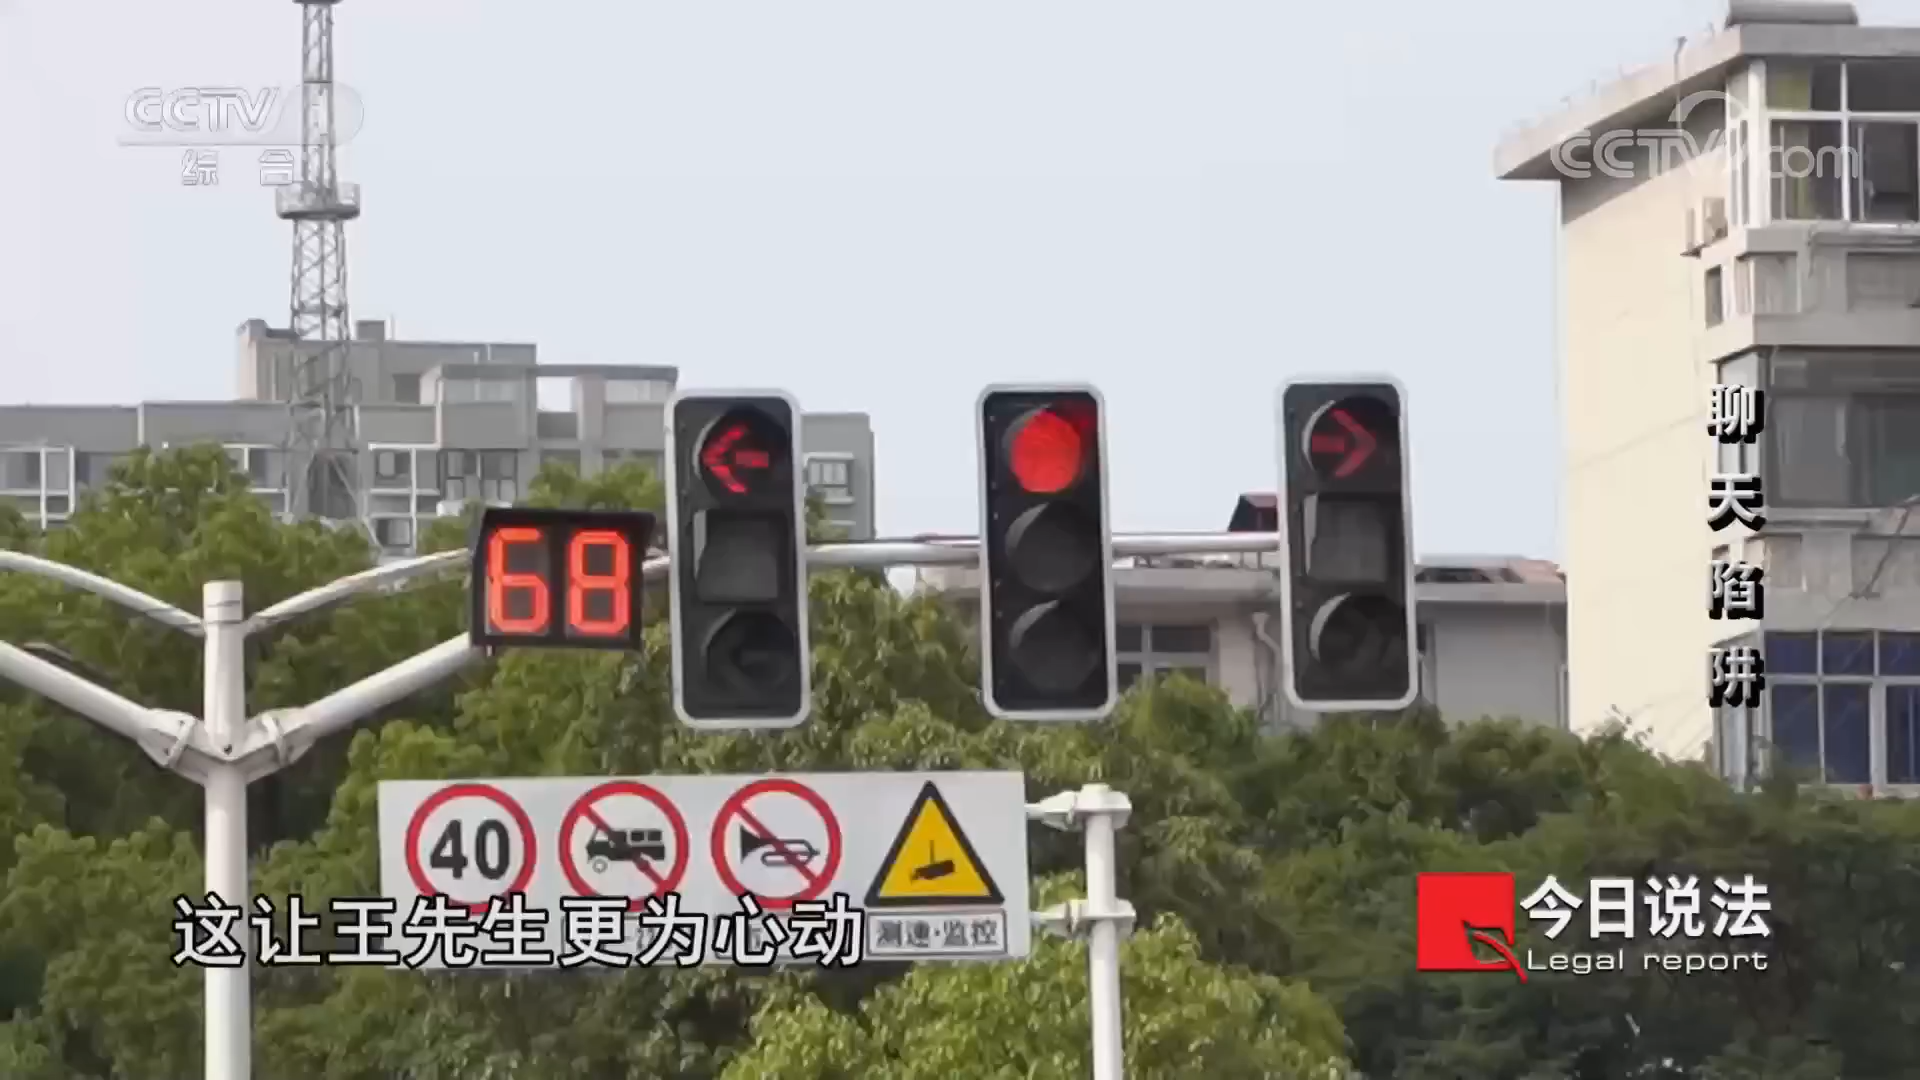 CCTV
综合
CCTV.com
聊天陷阱
68
40
测速·监控
这让王先生更为心动
今日说法
Legal report